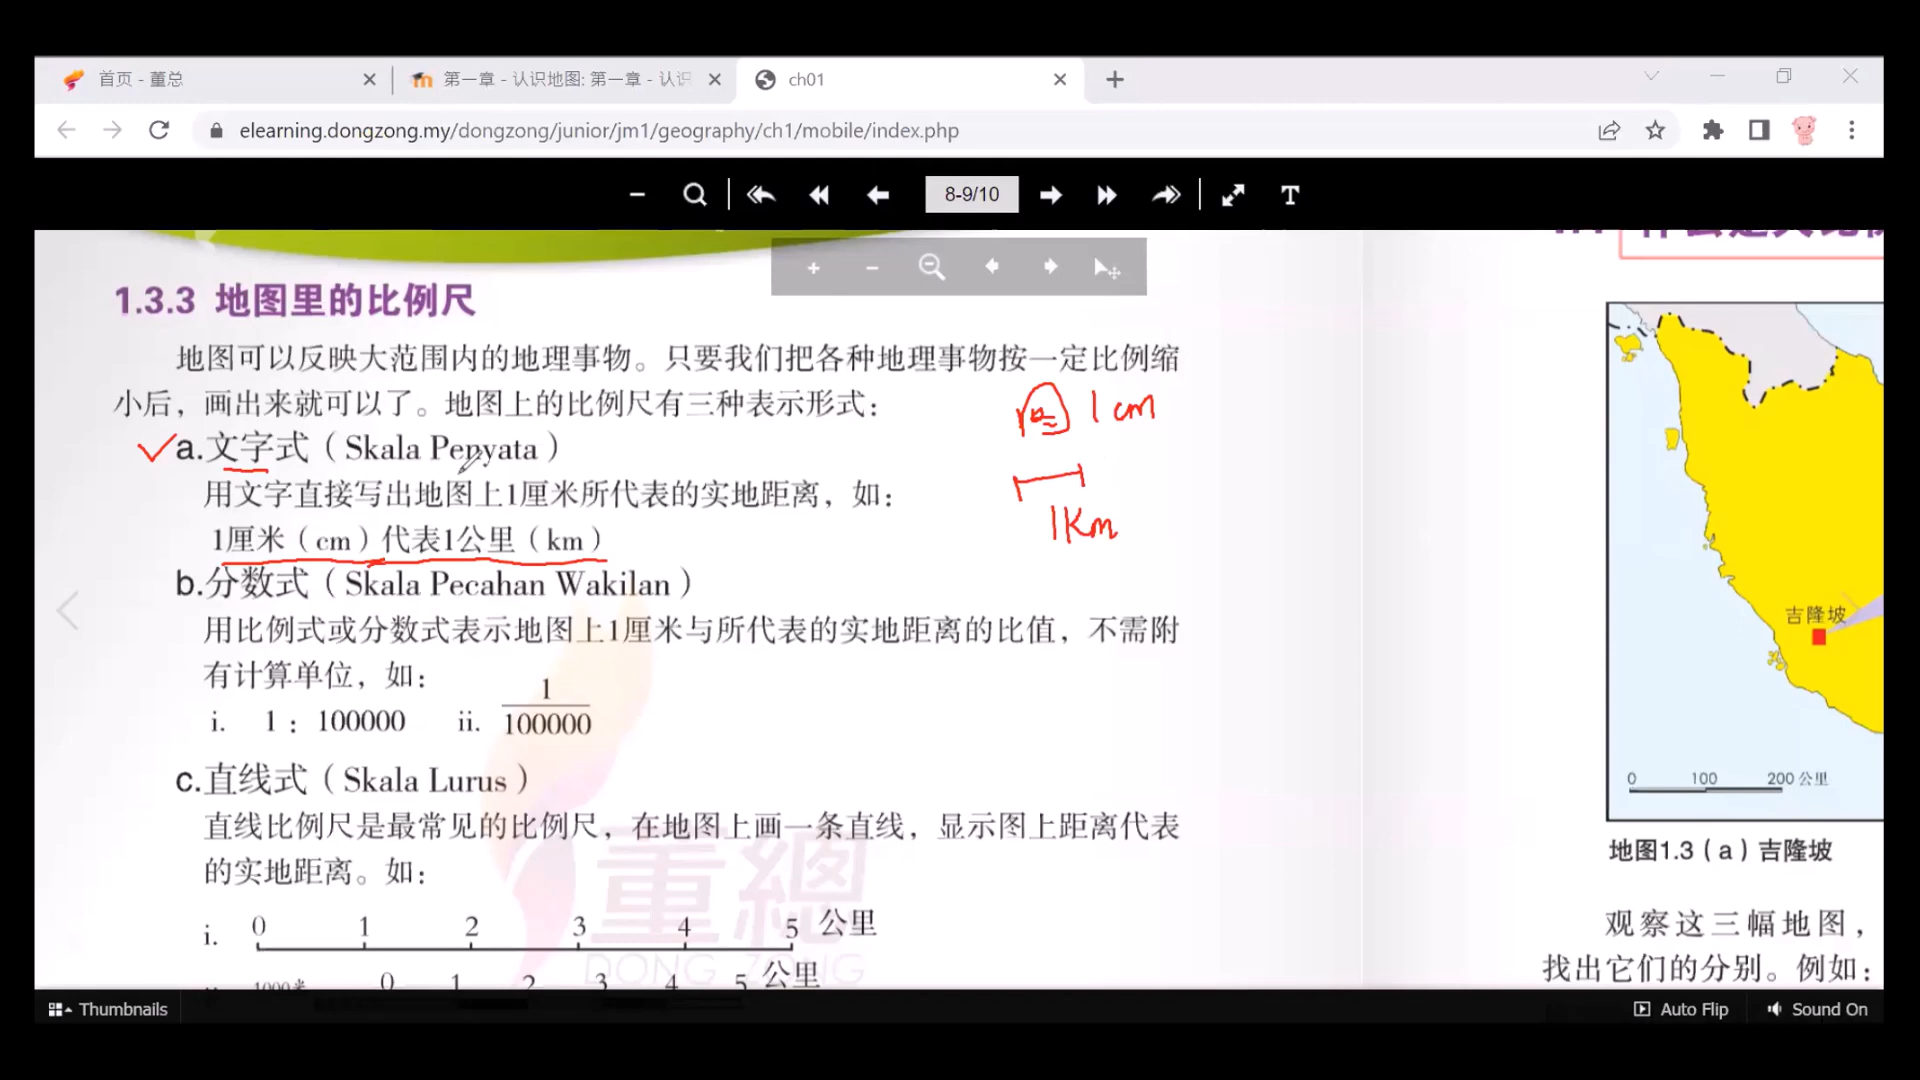 首页 - 董总
第一章 - 认识地图: 第一章 - 认识
ch01
elearning.dongzong.my/dongzong/junior/jm1/geography/ch1/mobile/index.php
8-9/10
1.3.3 地图里的比例尺
地图可以反映大范围内的地理事物。只要我们把各种地理事物按一定比例缩
小后，画出来就可以了。地图上的比例尺有三种表示形式：
a.文字式（Skala Penyata）
用文字直接写出地图上1厘米所代表的实地距离，如：
1厘米（cm）代表1公里（km）
1 cm
1Km
b.分数式（Skala Pecahan Wakilan）
用比例式或分数式表示地图上1厘米与所代表的实地距离的比值，不需附
有计算单位，如：
i. 1 : 100000 ii. 1
100000
c.直线式（Skala Lurus）
直线比例尺是最常见的比例尺，在地图上画一条直线，显示图上距离代表
的实地距离。如：
i. 0 1 2 3 4 5 公里
0 1 2 3 4 5 公里
董總
DONG ZONG
吉隆坡
0 100 200 公里
地图1.3（a）吉隆坡
观察这三幅地图，
找出它们的分别。例如：
Thumbnails
Auto Flip
Sound On